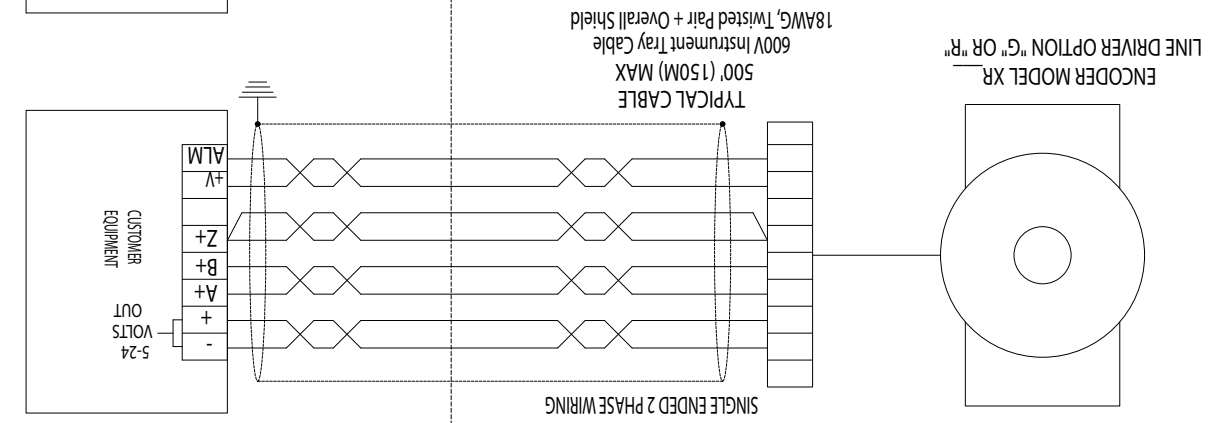 SINGLE ENDED 2 PHASE WIRING
5-24
VOLTS
OUT
-
+
A+
B+
Z+
V+
ALM
CUSTOMER
EQUIPMENT
ENCODER MODEL XR__
LINE DRIVER OPTION "G" OR "R"
TYPICAL CABLE
500' (150M) MAX
600V Instrument Tray Cable
18AWG, Twisted Pair + Overall Shield